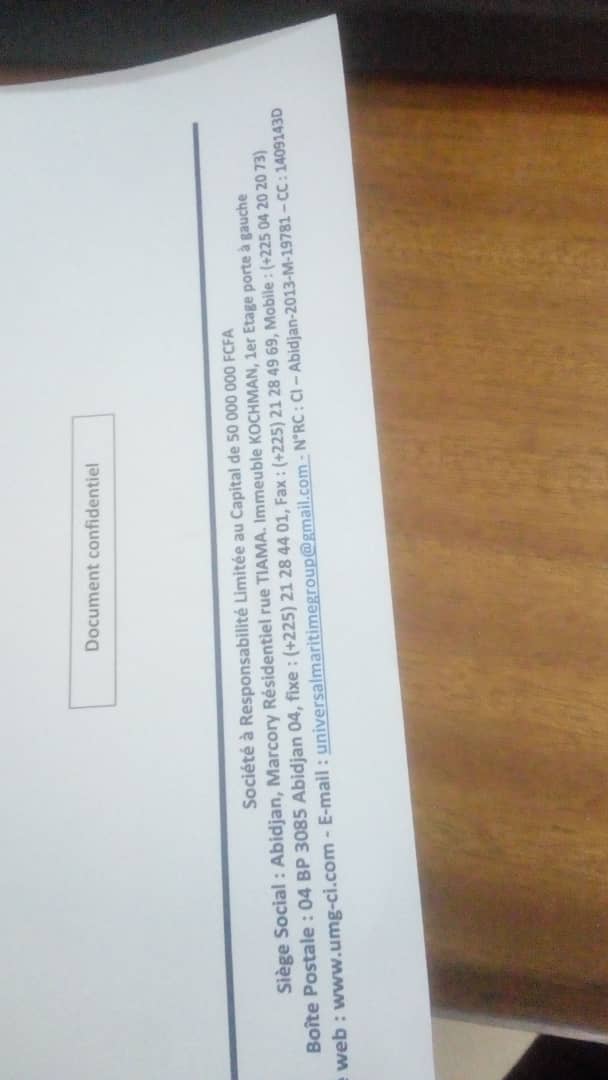 Document confidentiel
Société à Responsabilité Limitée au Capital de 50 000 000 FCFA
Siège Social : Abidjan, Marcory Résidentiel rue TIAMA. Immeuble KOCHMAN, 1er Etage porte à gauche
Boîte Postale : 04 BP 3085 Abidjan 04, fixe : (+225) 21 28 44 01, Fax : (+225) 21 28 49 69, Mobile : (+225 04 20 20 73)
web : www.umg-ci.com - E-mail : universalmaritimegroup@gmail.com - N°RC : CI – Abidjan-2013-M-19781 – CC : 1409143D